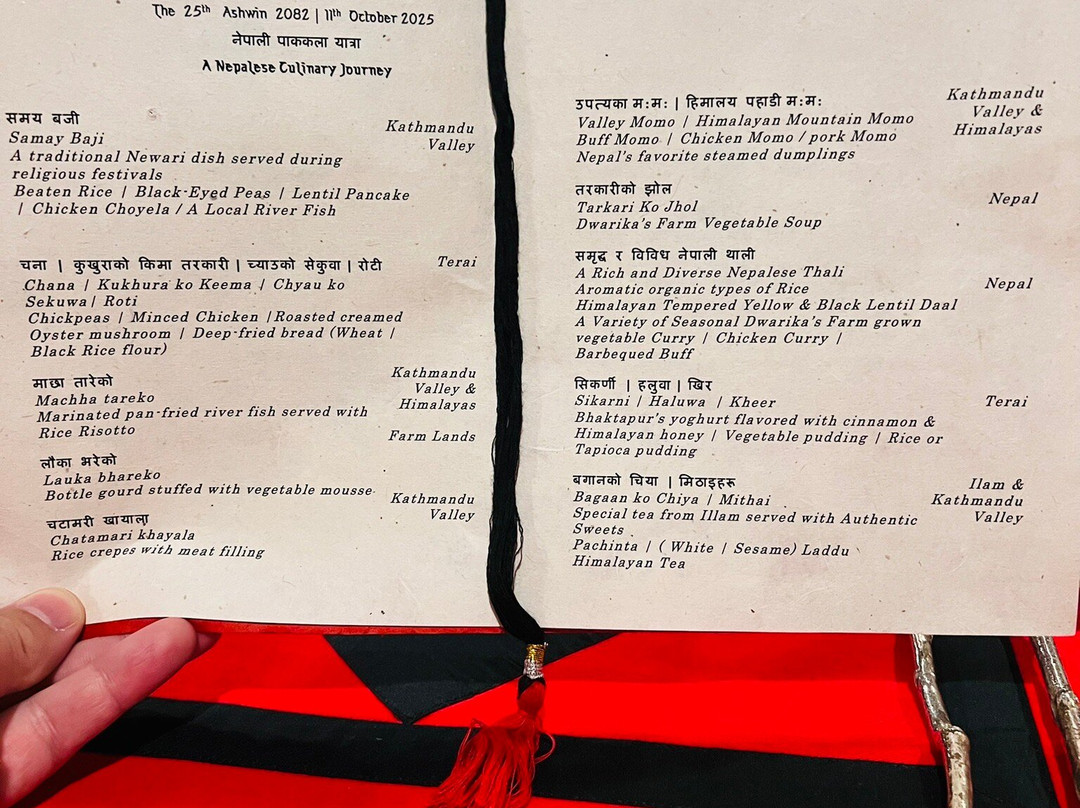 The 25th Ashwin 2082 | 11th October 2025
नेपाली पाककला यात्रा
A Nepalese Culinary Journey
समय बजी
Samay Baji
Kathmandu
Valley
A traditional Newari dish served during
religious festivals
Beaten Rice | Black-Eyed Peas | Lentil Pancake
| Chicken Choyela / A Local River Fish
चना | कुखुराको किमा तरकारी | च्याउको सेकुवा | रोटी
Terai
Chana | Kukhura ko Keema | Chyau ko
Sekuwa | Roti
Chickpeas | Minced Chicken | Roasted creamed
Oyster mushroom | Deep-fried bread (Wheat |
Black Rice flour)
माछा तारेको
Machha tareko
Kathmandu
Valley &
Himalayas
Marinated pan-fried river fish served with
Rice Risotto
Farm Lands
लौका भरेको
Lauka bhareko
Bottle gourd stuffed with vegetable mousse
Kathmandu
Valley
चटामरी खायाला
Chatamari khayala
Rice crepes with meat filling
उपत्यका म:म: | हिमालय पहाडी म:म:
Kathmandu
Valley &
Himalayas
Valley Momo | Himalayan Mountain Momo
Buff Momo | Chicken Momo / pork Momo
Nepal's favorite steamed dumplings
तरकारीको झोल
Nepal
Tarkari Ko Jhol
Dwarika's Farm Vegetable Soup
समृद्ध र विविध नेपाली थाली
A Rich and Diverse Nepalese Thali
Nepal
Aromatic organic types of Rice
Himalayan Tempered Yellow & Black Lentil Daal
A Variety of Seasonal Dwarika's Farm grown
vegetable Curry | Chicken Curry |
Barbequed Buff
सिकर्णी | हलुवा | खिर
Sikarni | Haluwa | Kheer
Terai
Bhaktapur's yoghurt flavored with cinnamon &
Himalayan honey | Vegetable pudding | Rice or
Tapioca pudding
बगानको चिया | मिठाइहरू
Ilam &
Kathmandu
Valley
Bagaan ko Chiya | Mithai
Special tea from Illam served with Authentic
Sweets
Pachinta | ( White | Sesame) Laddu
Himalayan Tea